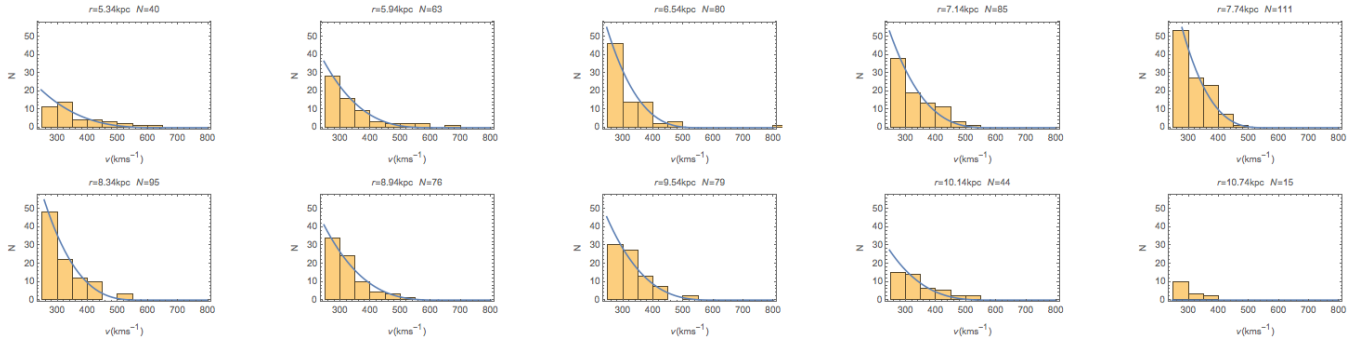 r=5.34kpc N=40
50
40
30
20
10
0
N
300 400 500 600 700 800
v(kms⁻¹)
r=5.94kpc N=63
50
40
30
20
10
0
N
300 400 500 600 700 800
v(kms⁻¹)
r=6.54kpc N=80
50
40
30
20
10
0
N
300 400 500 600 700 800
v(kms⁻¹)
r=7.14kpc N=85
50
40
30
20
10
0
N
300 400 500 600 700 800
v(kms⁻¹)
r=7.74kpc N=111
50
40
30
20
10
0
N
300 400 500 600 700 800
v(kms⁻¹)
r=8.34kpc N=95
50
40
30
20
10
0
N
300 400 500 600 700 800
v(kms⁻¹)
r=8.94kpc N=76
50
40
30
20
10
0
N
300 400 500 600 700 800
v(kms⁻¹)
r=9.54kpc N=79
50
40
30
20
10
0
N
300 400 500 600 700 800
v(kms⁻¹)
r=10.14kpc N=44
50
40
30
20
10
0
N
300 400 500 600 700 800
v(kms⁻¹)
r=10.74kpc N=15
50
40
30
20
10
0
N
300 400 500 600 700 800
v(kms⁻¹)